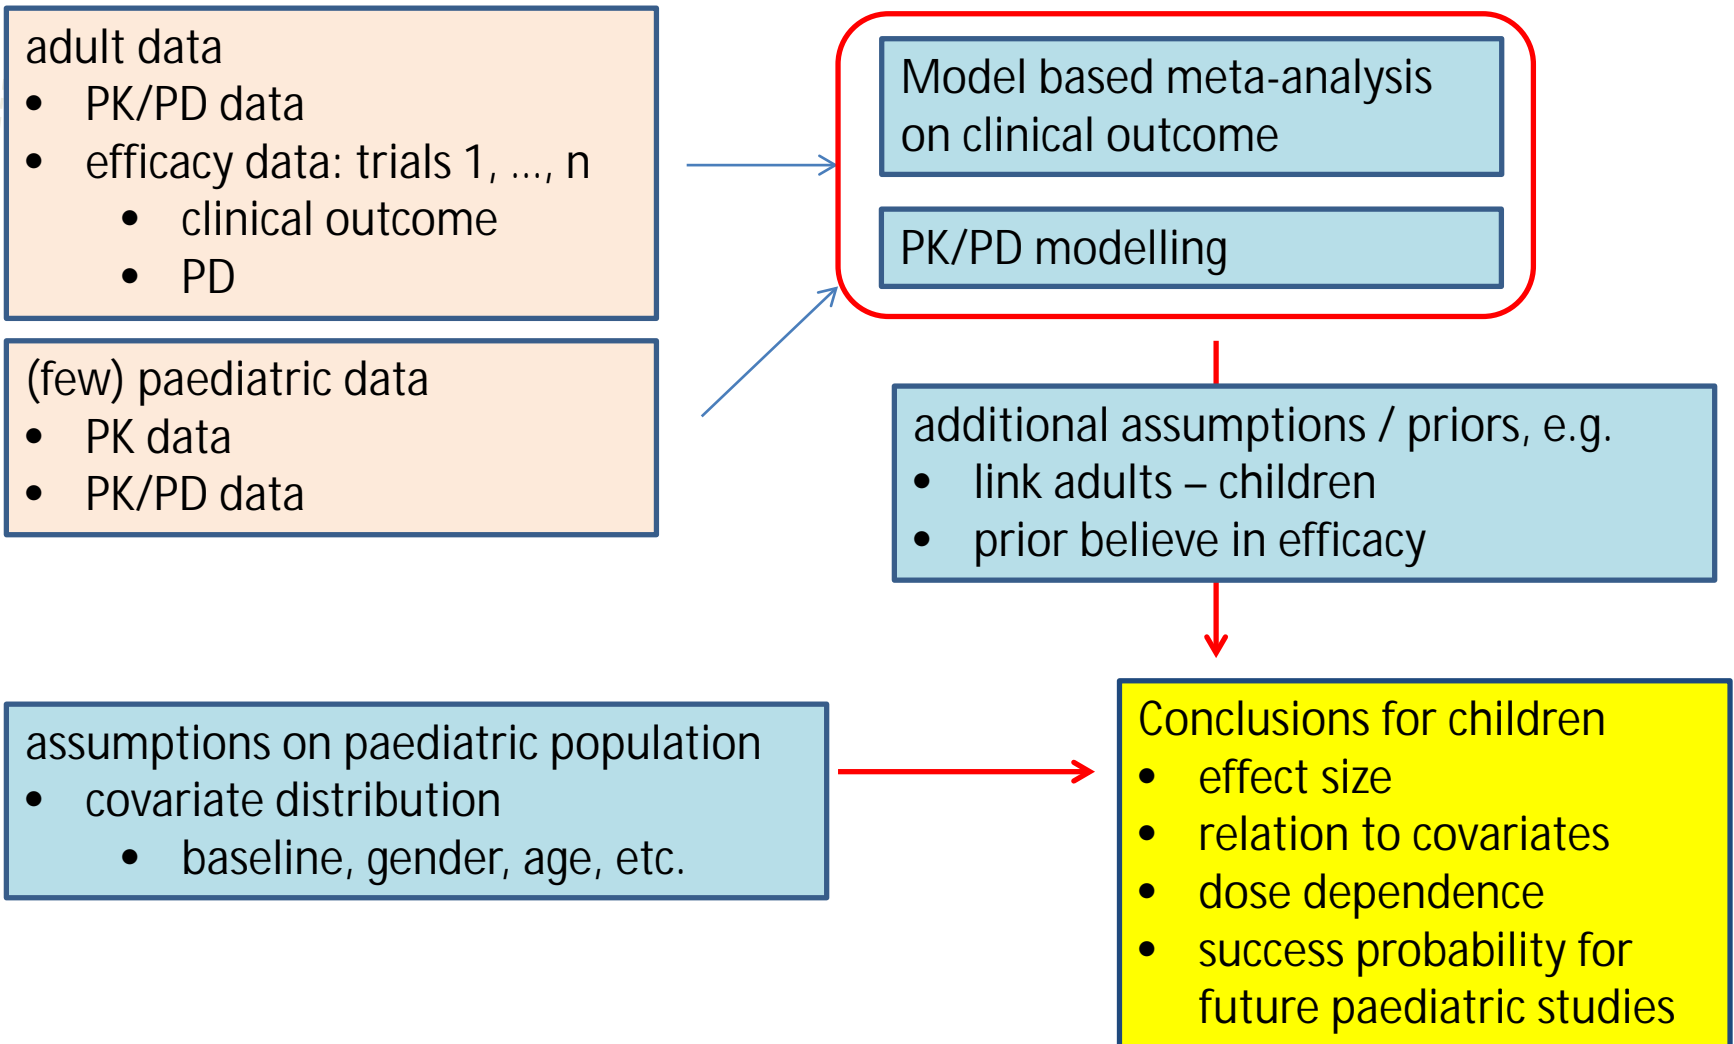 adult data
• PK/PD data
• efficacy data: trials 1, ..., n
• clinical outcome
• PD
(few) paediatric data
• PK data
• PK/PD data
Model based meta-analysis
on clinical outcome
PK/PD modelling
additional assumptions / priors, e.g.
• link adults – children
• prior believe in efficacy
assumptions on paediatric population
• covariate distribution
• baseline, gender, age, etc.
Conclusions for children
• effect size
• relation to covariates
• dose dependence
• success probability for
future paediatric studies